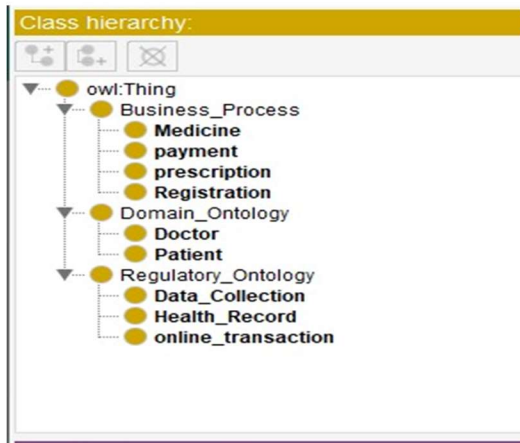 Class hierarchy:
owl:Thing
Business_Process
Medicine
payment
prescription
Registration
Domain_Ontology
Doctor
Patient
Regulatory_Ontology
Data_Collection
Health_Record
online_transaction